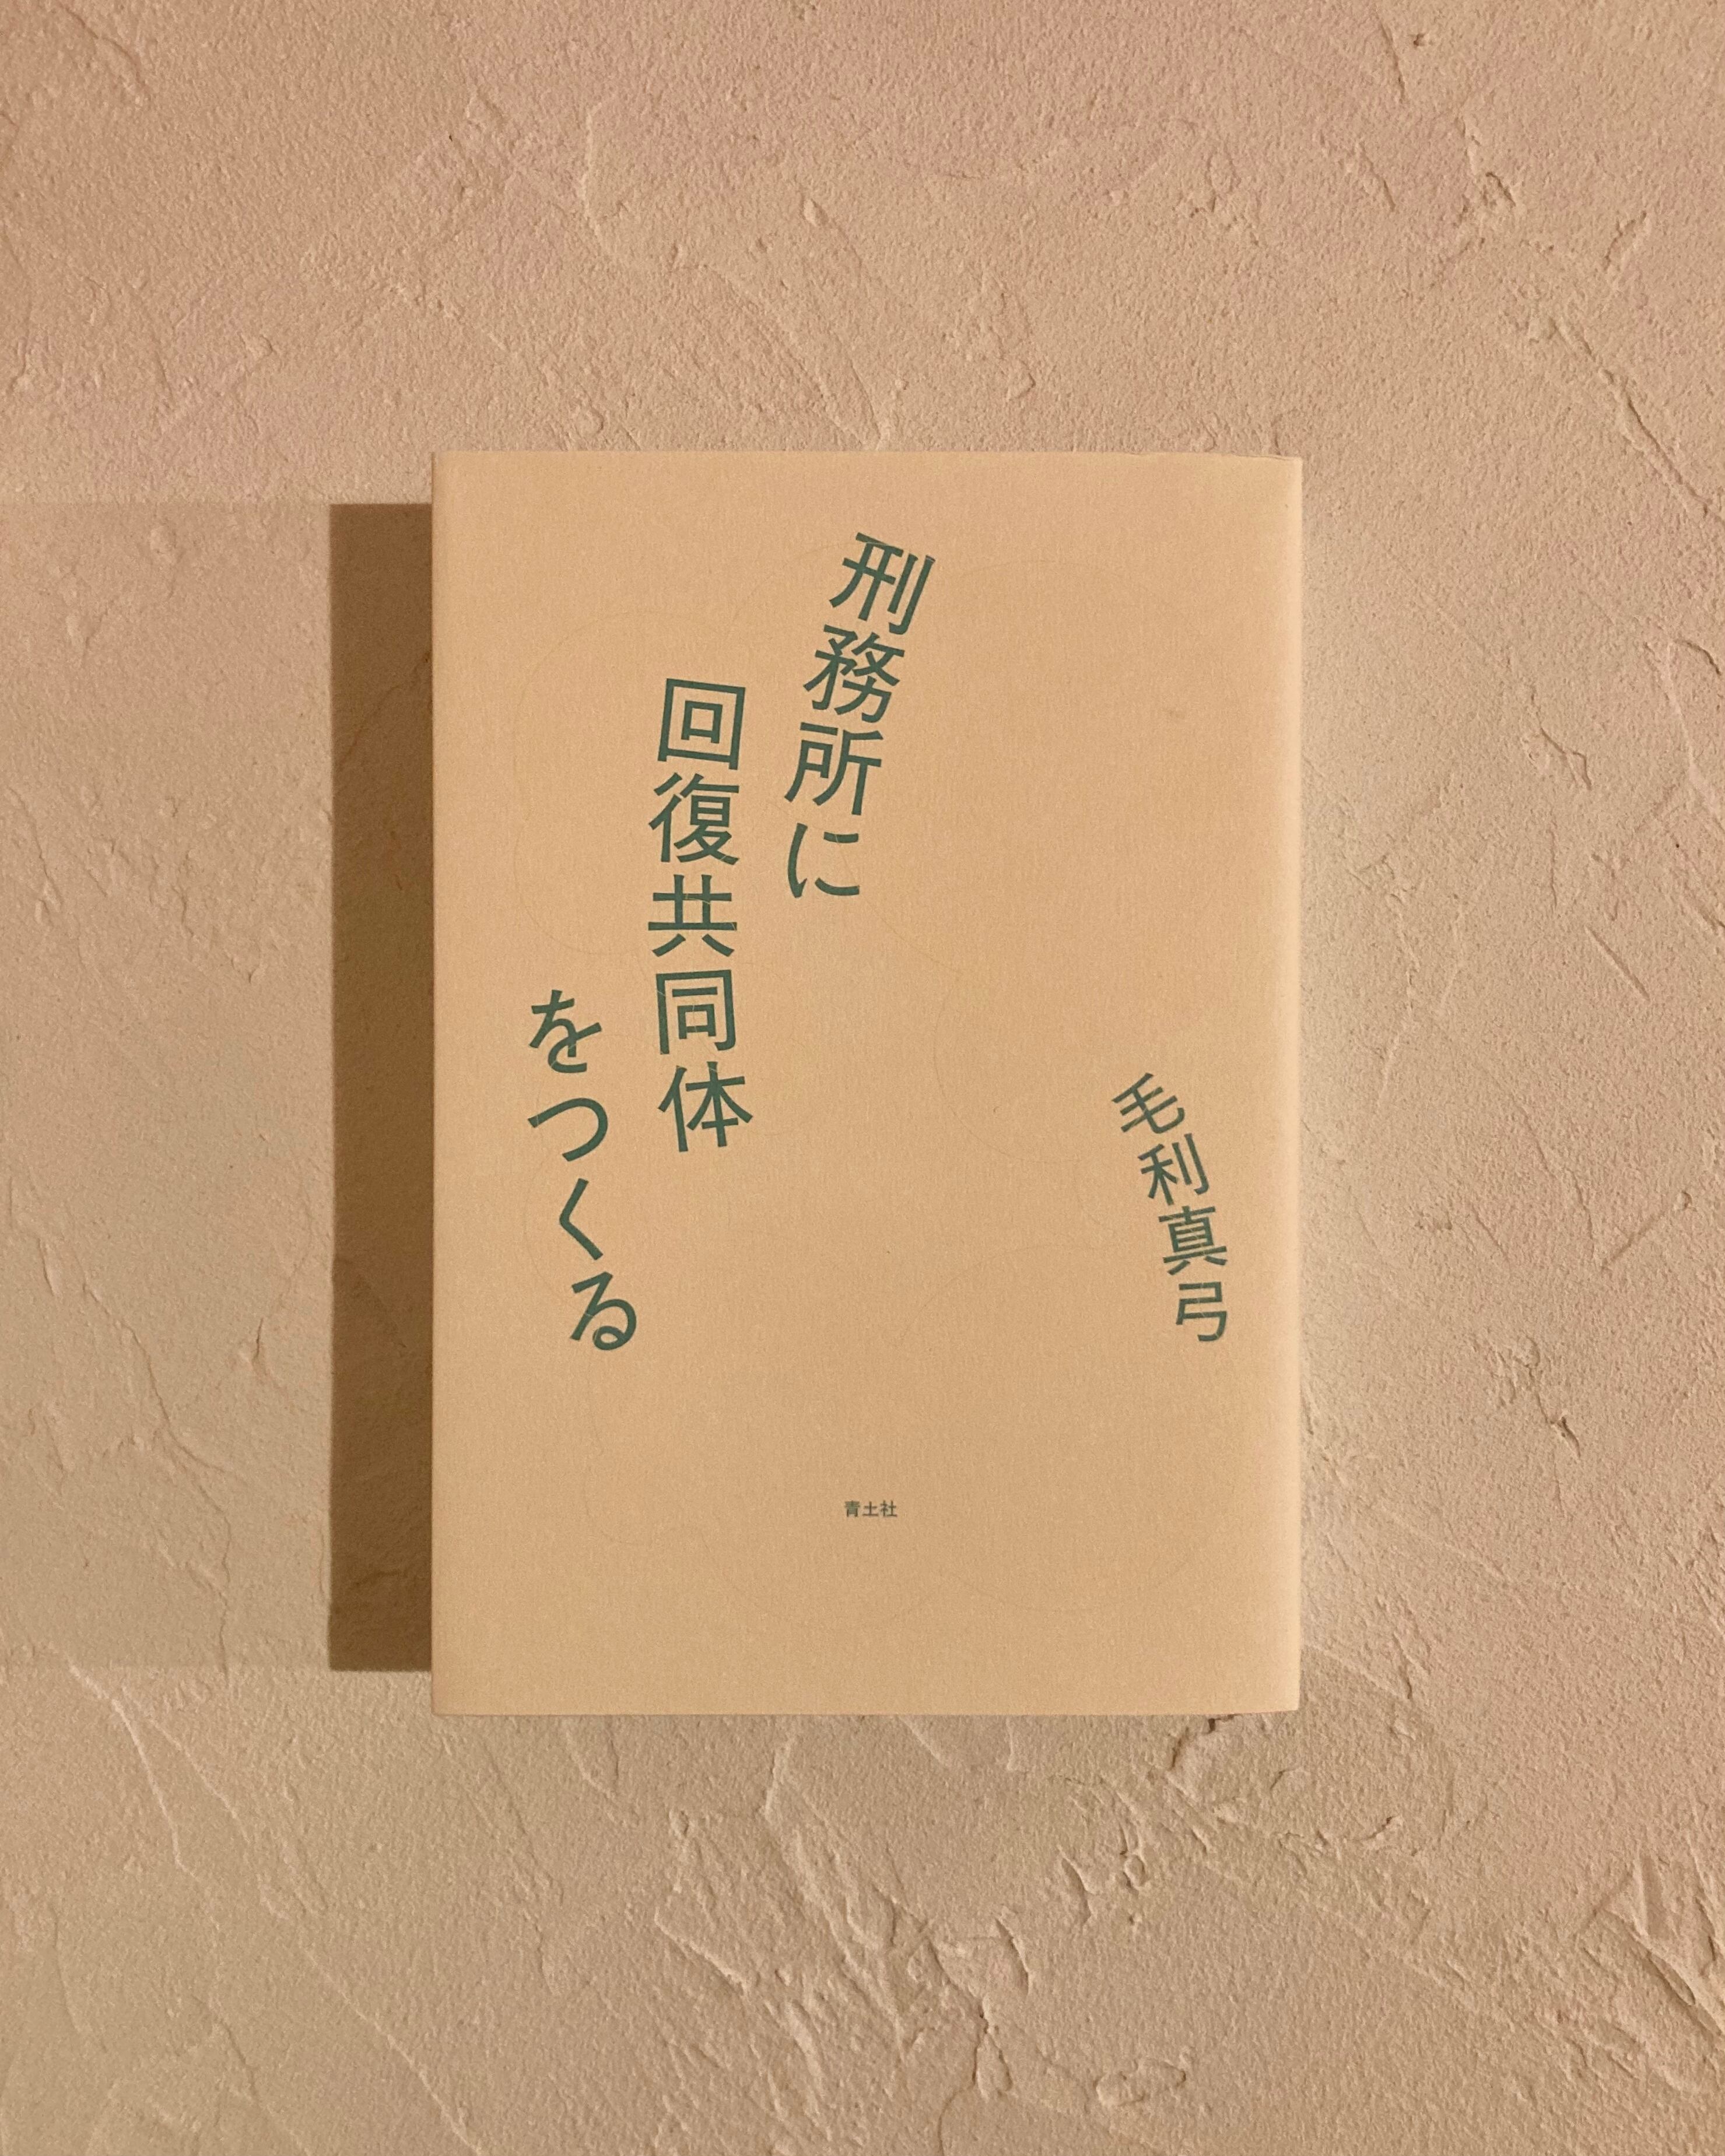 刑務所に
回復共同体
をつくる
毛利真弓
青土社